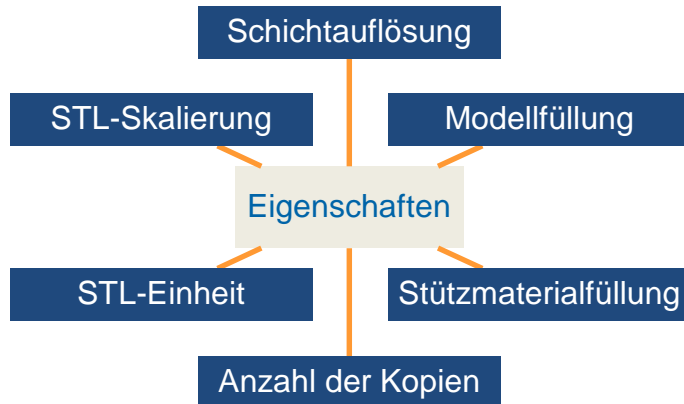 Schichtauflösung
STL-Skalierung
Modellfüllung
Eigenschaften
STL-Einheit
Stützmaterialfüllung
Anzahl der Kopien